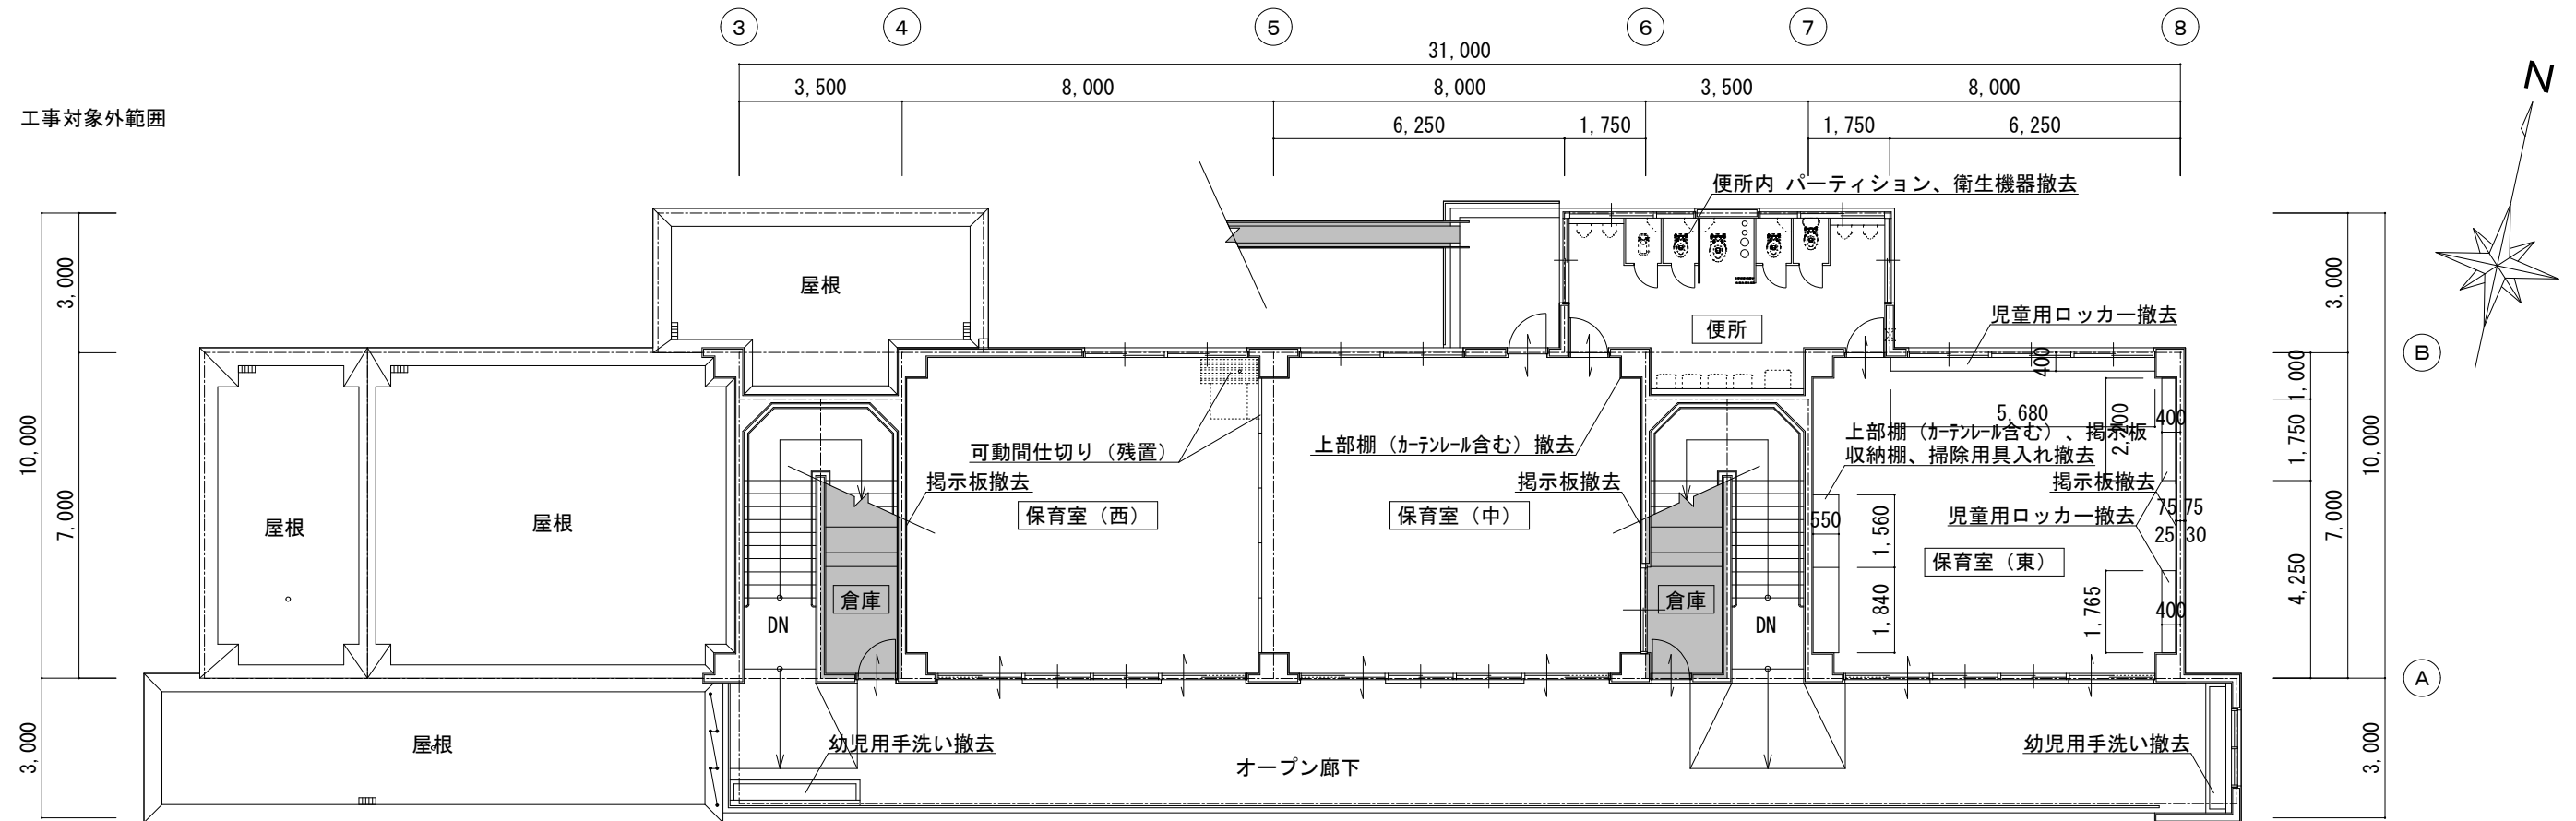 3 4 5 6 7 8
31,000
3,500 8,000 8,000 3,500 8,000
6,250 1,750 1,750 6,250
N
工事対象外範囲
便所内 パーティション、衛生機器撤去
3,000
屋根
3,000
便所
児童用ロッカー撤去
B
400
1,000
5,680
2,200
400
上部棚（カーテンレール含む）、掲示板
収納棚、掃除用具入れ撤去
可動間仕切り（残置）
上部棚（カーテンレール含む）撤去
掲示板撤去
掲示板撤去
掲示板撤去
1,750
10,000
10,000
7,000
7,000
屋根
屋根
保育室（西）
保育室（中）
児童用ロッカー撤去
75 75
25 30
550
1,560
保育室（東）
4,250
倉庫
倉庫
1,840
1,765
400
DN
DN
A
3,000
屋根
幼児用手洗い撤去
オープン廊下
幼児用手洗い撤去
3,000